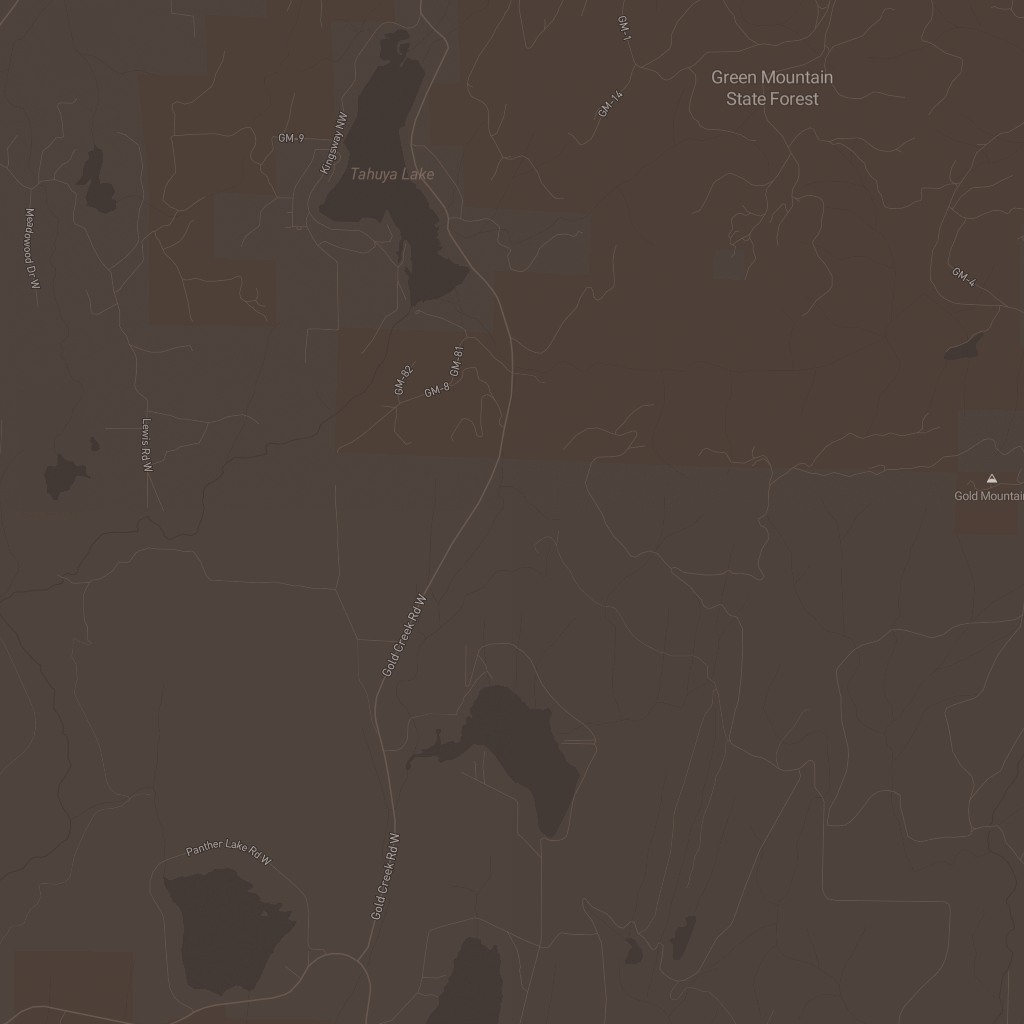 GM-1
Green Mountain
State Forest
GM-14
GM-9
Kingsway NW
Tahuya Lake
Meadowood Dr W
GM-4
GM-81
GM-82
GM-8
Lewis Rd W
Gold Mountain
Gold Creek Rd W
Panther Lake Rd W
Gold Creek Rd W